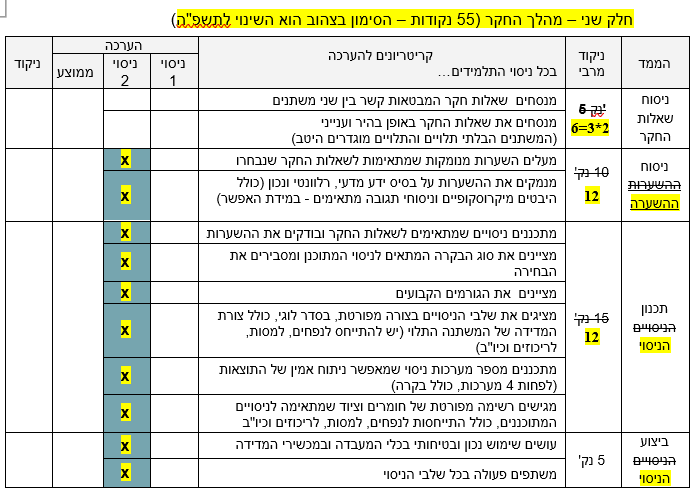 חלק שני – מהלך החקר (55 נקודות – הסימון בצהוב הוא השינוי לתשפ"ה)
הממד
ניקוד
מרבי
קריטריונים להערכה
בכל ניסוי התלמידים...
הערכה
ניסוי
1
ניסוי
2
ממוצע
ניקוד
ניסוח
שאלות
החקר
5 נק'
6=3*2
מנסחים שאלות חקר המבטאות קשר בין שני משתנים
מנסחים את שאלות החקר באופן בהיר וענייני
(המשתנים הבלתי תלויים והתלויים מוגדרים היטב)
ניסוח
ההשערות
ההשערה
10 נק'
12
מעלים השערות מנומקות שמתאימות לשאלות החקר שנבחרו
x
מנמקים את ההשערות על בסיס ידע מדעי, רלוונטי ונכון (כולל
היבטים מיקרוסקופיים וניסוחי תגובה מתאימים - במידת האפשר)
x
תכנון
הניסויים
הניסוי
15 נק'
12
מתכננים ניסויים שמתאימים לשאלות החקר ובודקים את ההשערות
x
מציינים את סוג הבקרה המתאים לניסוי המתוכנן ומסבירים את
הבחירה
x
מציינים את הגורמים הקבועים
x
מציגים את שלבי הניסויים בצורה מפורטת, בסדר לוגי, כולל צורת
המדידה של המשתנה התלוי (יש להתייחס לנפחים, למסות,
לריכוזים וכיו"ב)
x
מתכננים מספר מערכות ניסוי שמאפשר ניתוח אמין של התוצאות
(לפחות 4 מערכות, כולל בקרה)
x
מגישים רשימה מפורטת של חומרים וציוד שמתאימה לניסויים
המתוכננים, כולל התייחסות לנפחים, למסות, לריכוזים וכיו"ב
x
ביצוע
הניסויים
הניסוי
5 נק'
עושים שימוש נכון ובטיחותי בכלי המעבדה ובמכשירי המדידה
x
משתפים פעולה בכל שלבי הניסוי
x